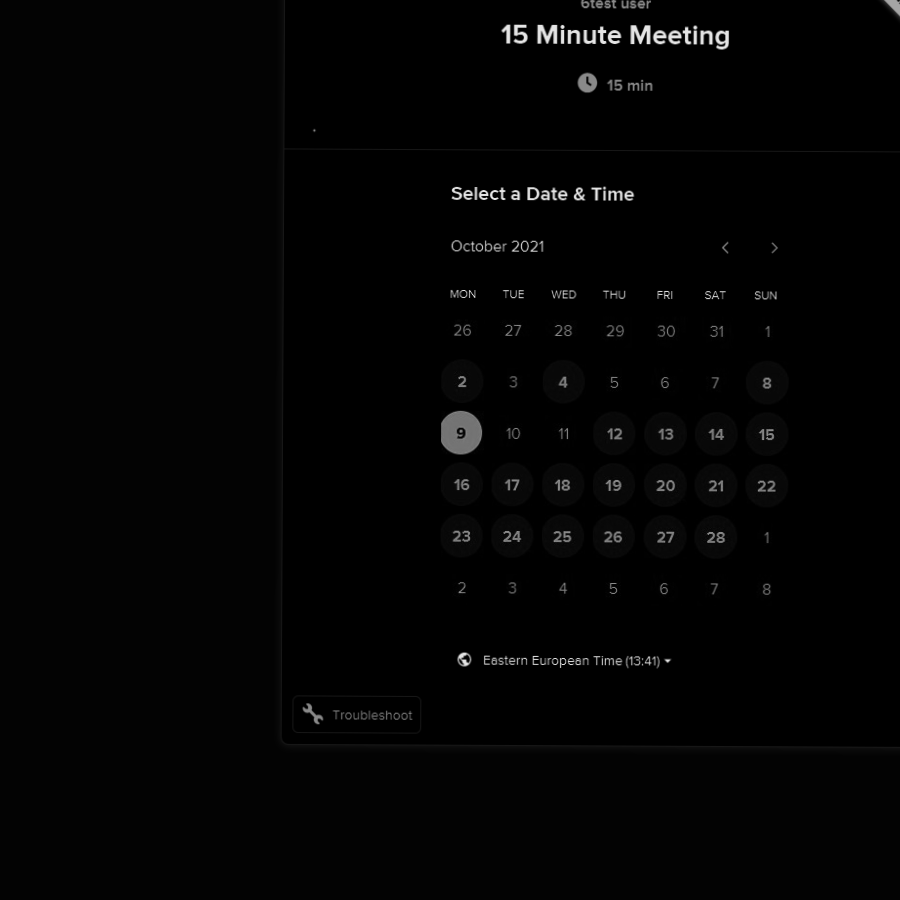 6test user
15 Minute Meeting
15 min
Select a Date & Time
October 2021
MON TUE WED THU FRI SAT SUN
26 27 28 29 30 31 1
2 3 4 5 6 7 8
9 10 11 12 13 14 15
16 17 18 19 20 21 22
23 24 25 26 27 28 1
2 3 4 5 6 7 8
Eastern European Time (13:41)
Troubleshoot